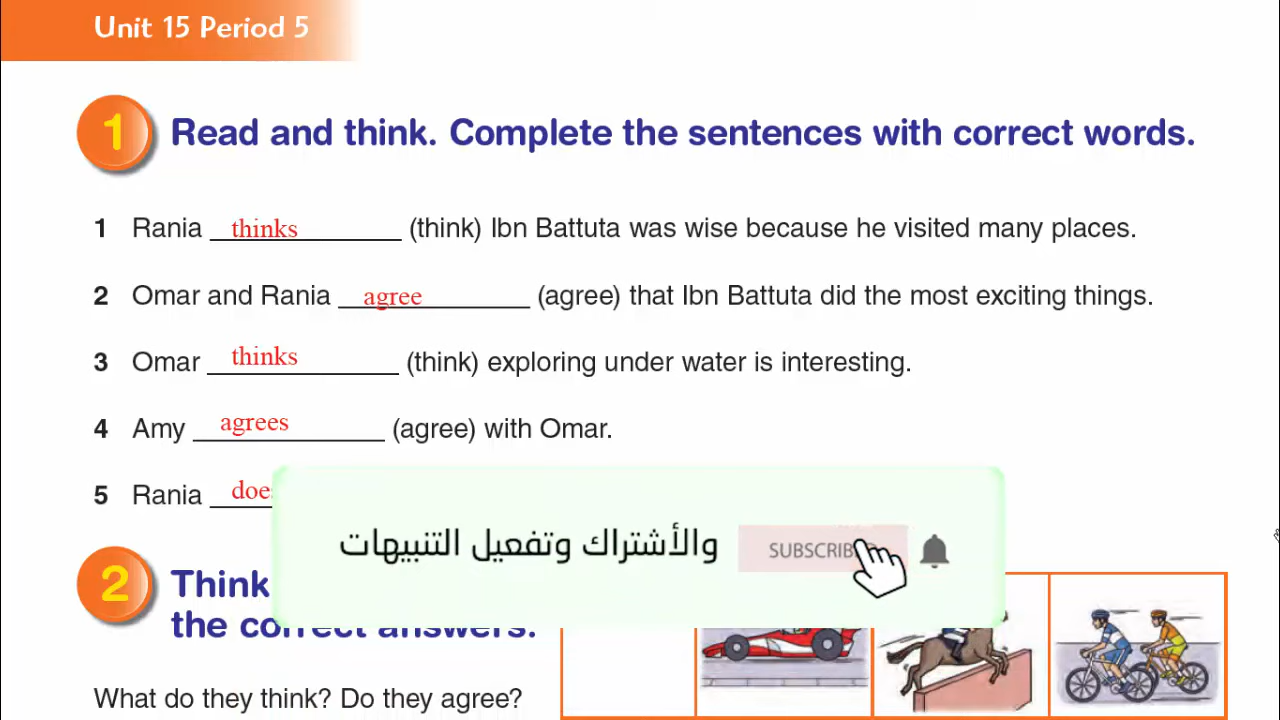 Unit 15 Period 5
1 Read and think. Complete the sentences with correct words.
1 Rania thinks (think) Ibn Battuta was wise because he visited many places.
2 Omar and Rania agree (agree) that Ibn Battuta did the most exciting things.
3 Omar thinks (think) exploring under water is interesting.
4 Amy agrees (agree) with Omar.
5 Rania
والأشتراك وتفعيل التنبيهات
2 Think
the correct answers.
What do they think? Do they agree?